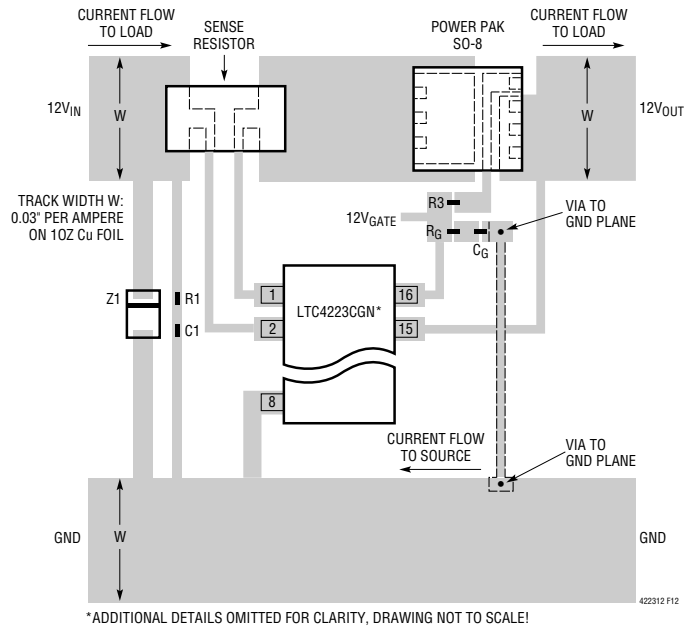 CURRENT FLOW
TO LOAD
SENSE
RESISTOR
POWER PAK
SO-8
CURRENT FLOW
TO LOAD
12VIN
W
W
12VOUT
TRACK WIDTH W:
0.03" PER AMPERE
ON 1OZ Cu FOIL
R3
12VGATE
RG
CG
VIA TO
GND PLANE
Z1
R1
C1
1
LTC4223CGN*
16
2
15
8
CURRENT FLOW
TO SOURCE
VIA TO
GND PLANE
GND
W
GND
422312 F12
*ADDITIONAL DETAILS OMITTED FOR CLARITY, DRAWING NOT TO SCALE!